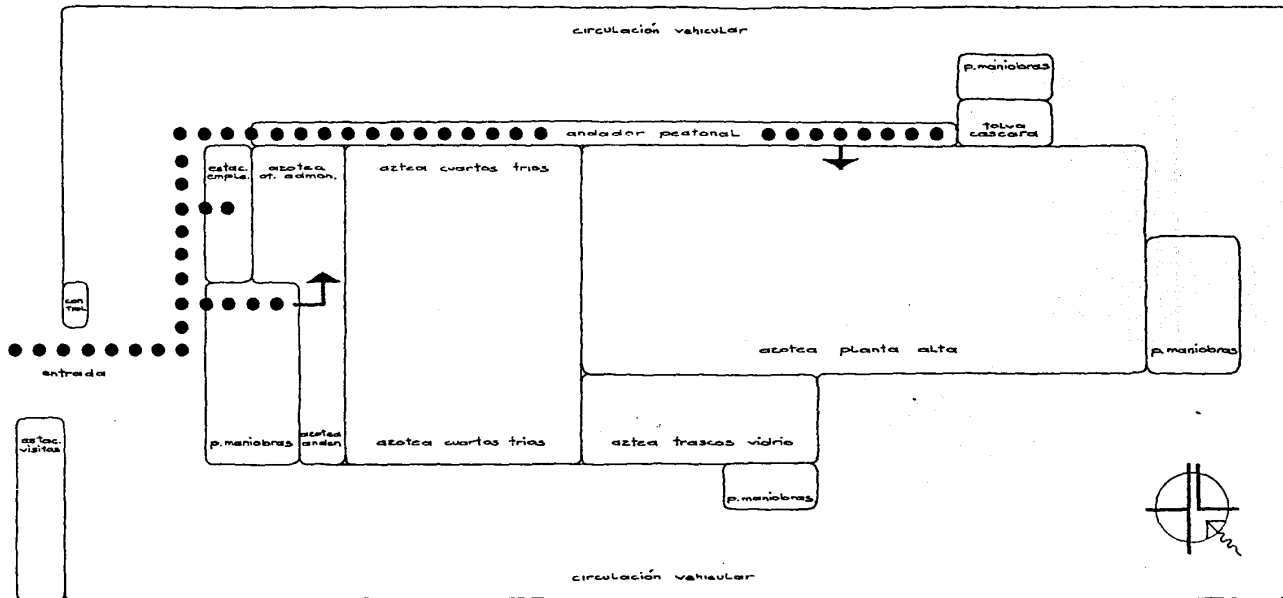 circulación vehicular
p.maniobras
tolva
cascara
andador peatonal
estac.
emple.
azotea
of. admon.
aztea cuartos frios
con
trol
entrada
azotea planta alta
p.maniobras
estac.
visitas
p.maniobras
azotea
anden
azotea cuartos frios
aztea frascos vidrio
p.maniobras
circulación vehicular